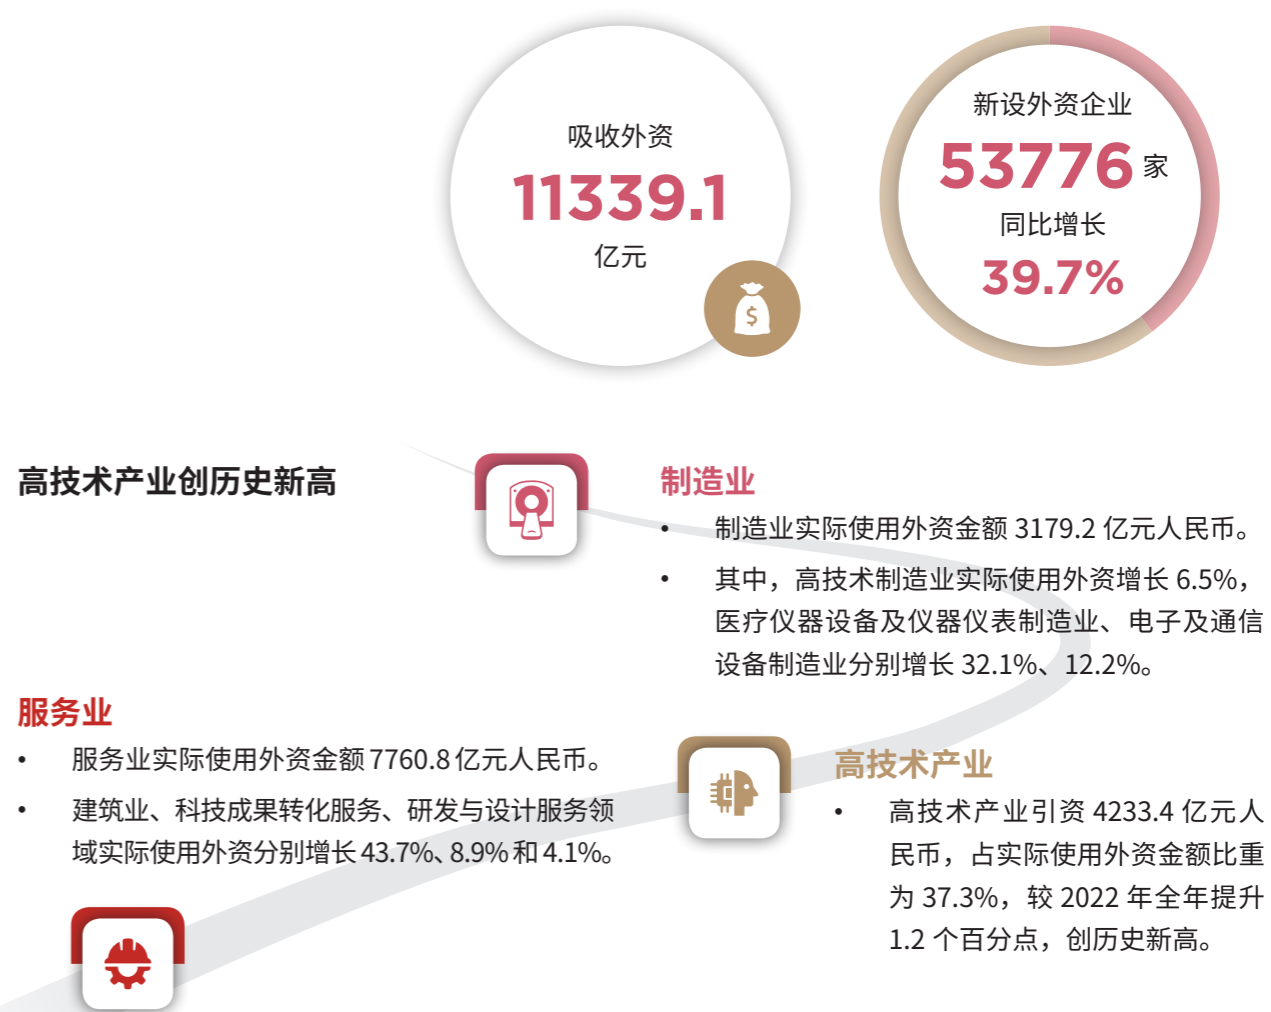 吸收外资
11339.1
亿元
新设外资企业
53776 家
同比增长
39.7%
高技术产业创历史新高
制造业
• 制造业实际使用外资金额 3179.2 亿元人民币。
• 其中，高技术制造业实际使用外资增长 6.5%，
医疗仪器设备及仪器仪表制造业、电子及通信
设备制造业分别增长 32.1%、12.2%。
服务业
• 服务业实际使用外资金额 7760.8 亿元人民币。
• 建筑业、科技成果转化服务、研发与设计服务领
域实际使用外资分别增长 43.7%、8.9% 和 4.1%。
高技术产业
• 高技术产业引资 4233.4 亿元人
民币，占实际使用外资金额比重
为 37.3%，较 2022 年全年提升
1.2 个百分点，创历史新高。